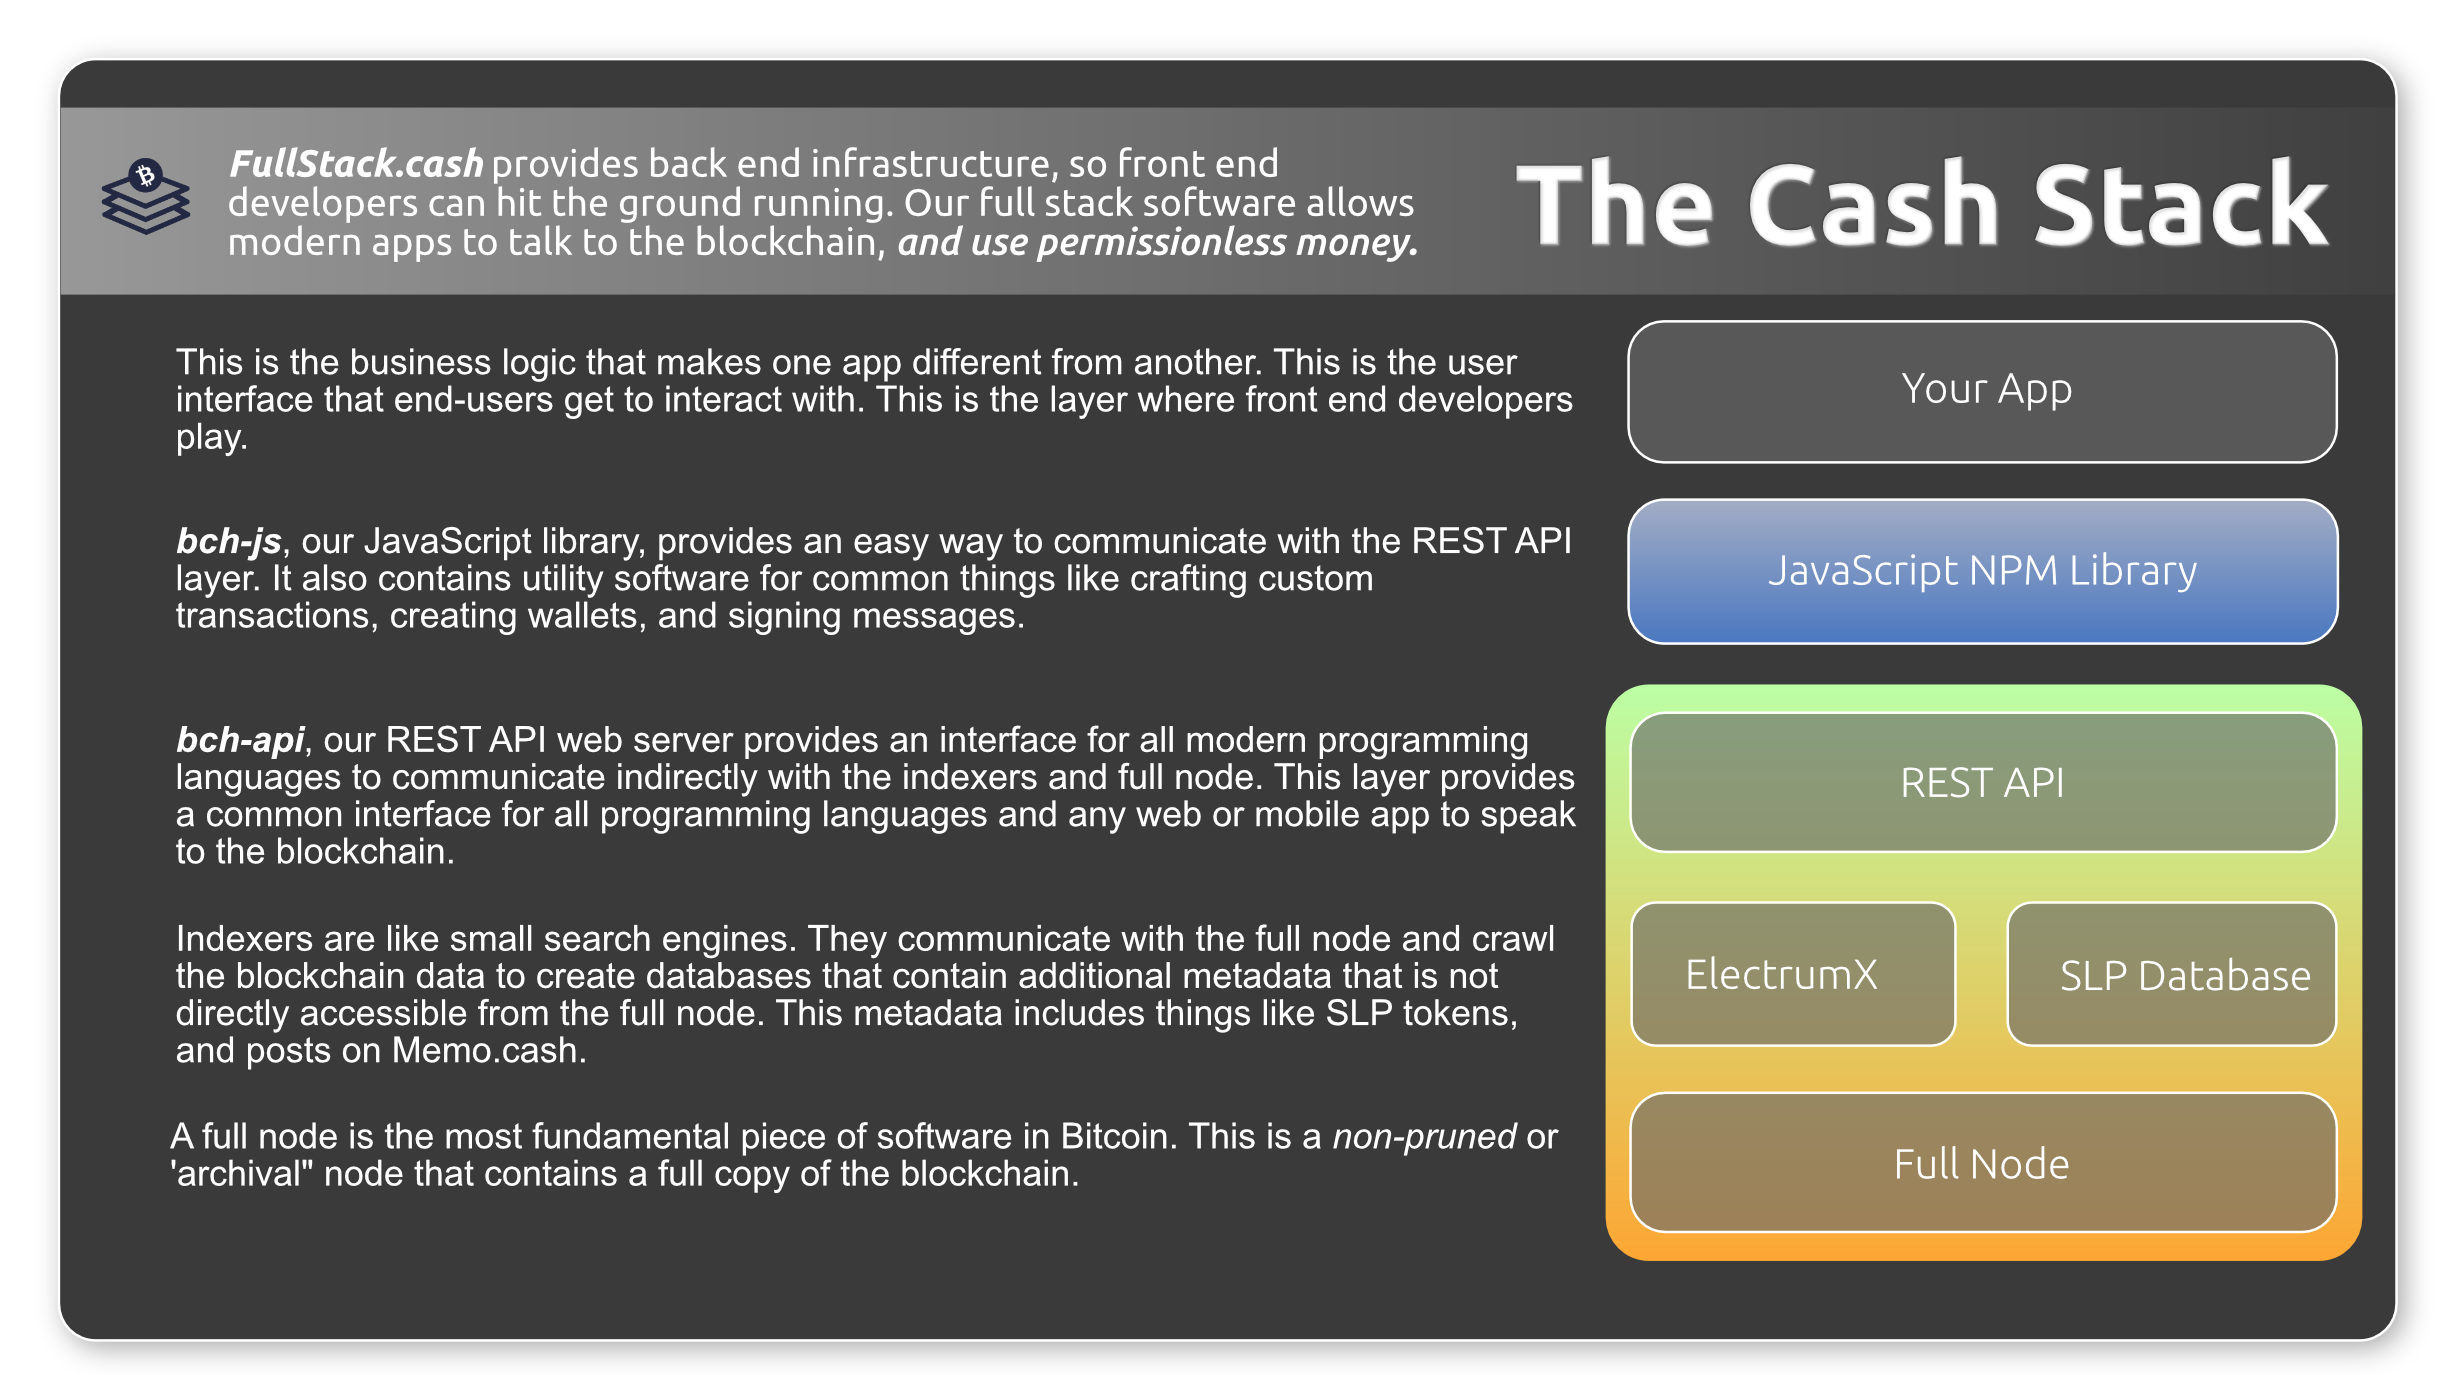 FullStack.cash provides back end infrastructure, so front end
developers can hit the ground running. Our full stack software allows
modern apps to talk to the blockchain, and use permissionless money.
The Cash Stack
This is the business logic that makes one app different from another. This is the user
interface that end-users get to interact with. This is the layer where front end developers
play.
Your App
bch-js, our JavaScript library, provides an easy way to communicate with the REST API
layer. It also contains utility software for common things like crafting custom
transactions, creating wallets, and signing messages.
JavaScript NPM Library
bch-api, our REST API web server provides an interface for all modern programming
languages to communicate indirectly with the indexers and full node. This layer provides
a common interface for all programming languages and any web or mobile app to speak
to the blockchain.
REST API
Indexers are like small search engines. They communicate with the full node and crawl
the blockchain data to create databases that contain additional metadata that is not
directly accessible from the full node. This metadata includes things like SLP tokens,
and posts on Memo.cash.
ElectrumX
SLP Database
A full node is the most fundamental piece of software in Bitcoin. This is a non-pruned or
'archival" node that contains a full copy of the blockchain.
Full Node